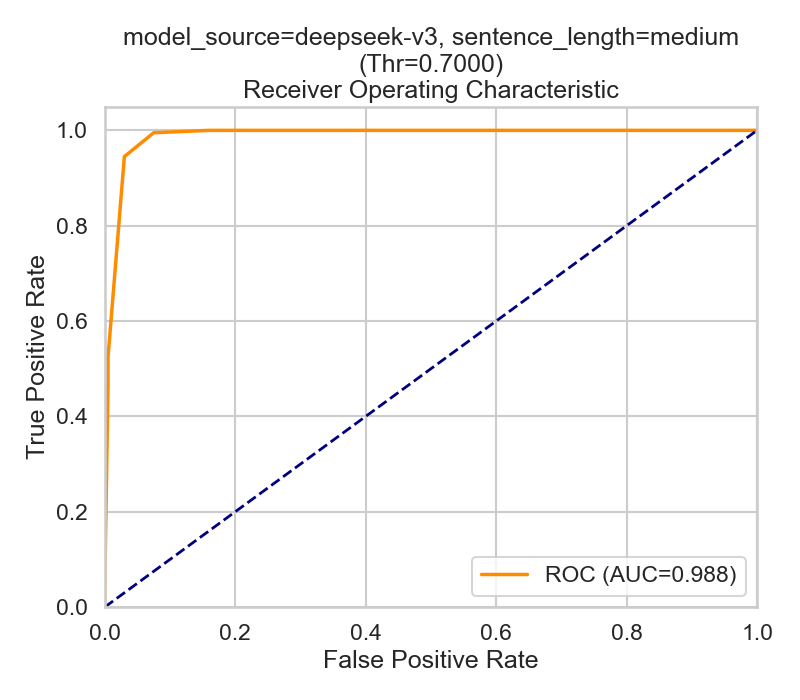 model_source=deepseek-v3, sentence_length=medium
(Thr=0.7000)
Receiver Operating Characteristic
True Positive Rate
1.0
0.8
0.6
0.4
0.2
0.0
ROC (AUC=0.988)
0.0 0.2 0.4 0.6 0.8 1.0
False Positive Rate